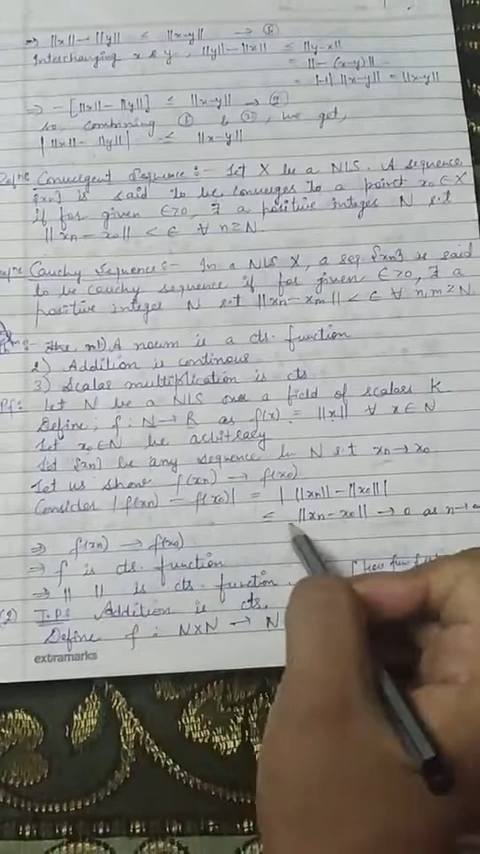 ⇒ ||x|| - ||y|| ≤ ||x-y|| → ①
Interchanging x & y, ||y|| - ||x|| ≤ ||y-x||
= ||-(x-y)||
= |-1| ||x-y|| = ||x-y||
⇒ -[||x|| - ||y||] ≤ ||x-y|| → ②
so, combining ① & ②, we get,
| ||x|| - ||y|| | ≤ ||x-y||
Convergent Sequence :- Let X be a NLS. A sequence
{xn} is said to be converges to a point x0 ∈ X
if for given ε>0, ∃ a positive integer N s.t
||xn - x0|| < ε ∀ n≥N
Cauchy Sequence :- In a NLS X, a seq. {xn} is said
to be cauchy sequence if for given ε>0, ∃ a
positive integer N s.t ||xn - xm|| < ε ∀ n,m≥N
A norm is a cts. function
2) Addition is continous
3) Scalar multiplication is cts
Pf: Let N be a NLS over a field of scalars K
Define, f: N → R as f(x) = ||x|| ∀ x∈N
Let x0∈N be arbitrary
Let {xn} be any sequence in N s.t xn → x0
Let us show f(xn) → f(x0)
Consider |f(xn) - f(x0)| = | ||xn|| - ||x0|| |
≤ ||xn - x0|| → 0 as n→
⇒ f(xn) → f(x0)
⇒ f is cts. function
⇒ || || is cts. function.
(2) T.P: Addition is cts.
Define f: N×N → N
extramarks